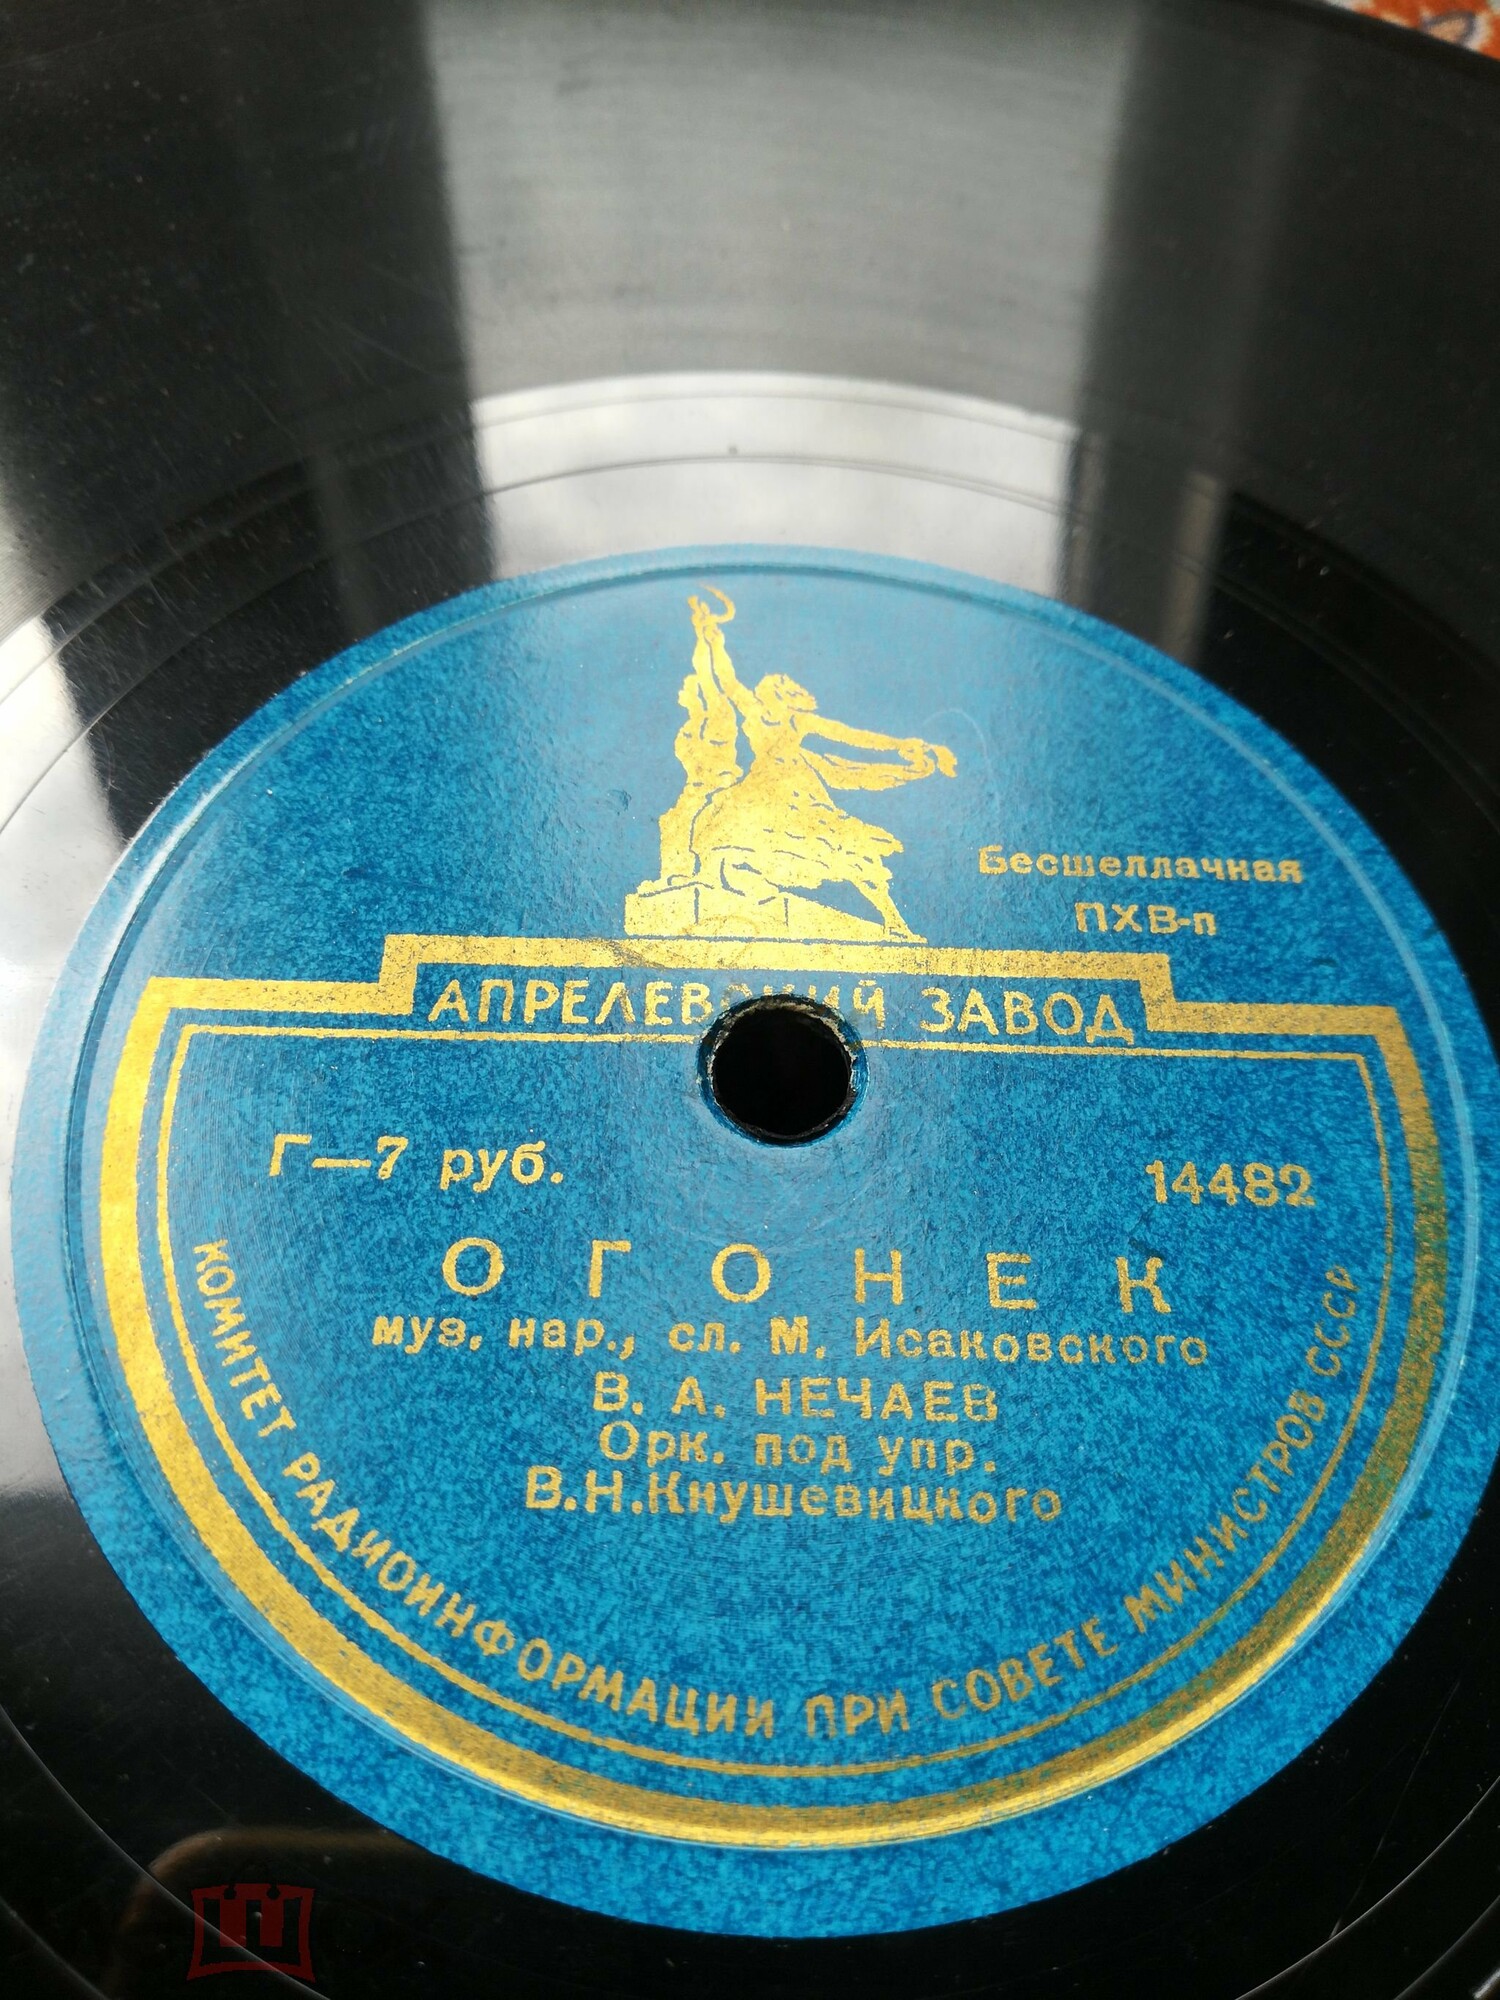 Бесшеллачная
ПХВ-п
АПРЕЛЕВСКИЙ ЗАВОД
Г—7 руб.
14482
ОГОНЕК
муз. нар., сл. М. Исаковского
В. А. НЕЧАЕВ
Орк. под упр.
В.Н.Кнушевицкого
КОМИТЕТ РАДИОИНФОРМАЦИИ ПРИ СОВЕТЕ МИНИСТРОВ СССР